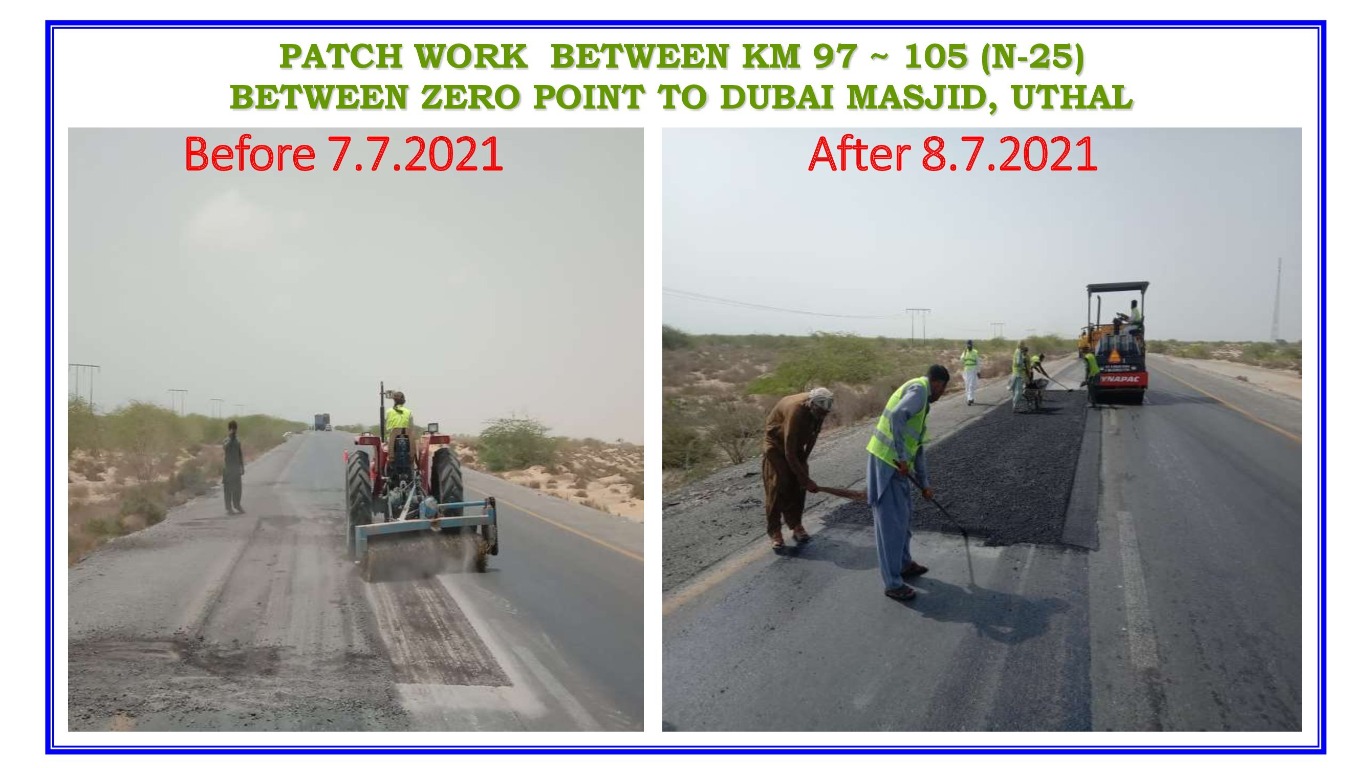 PATCH WORK BETWEEN KM 97 ~ 105 (N-25)
BETWEEN ZERO POINT TO DUBAI MASJID, UTHAL
Before 7.7.2021
After 8.7.2021
YNAPAC